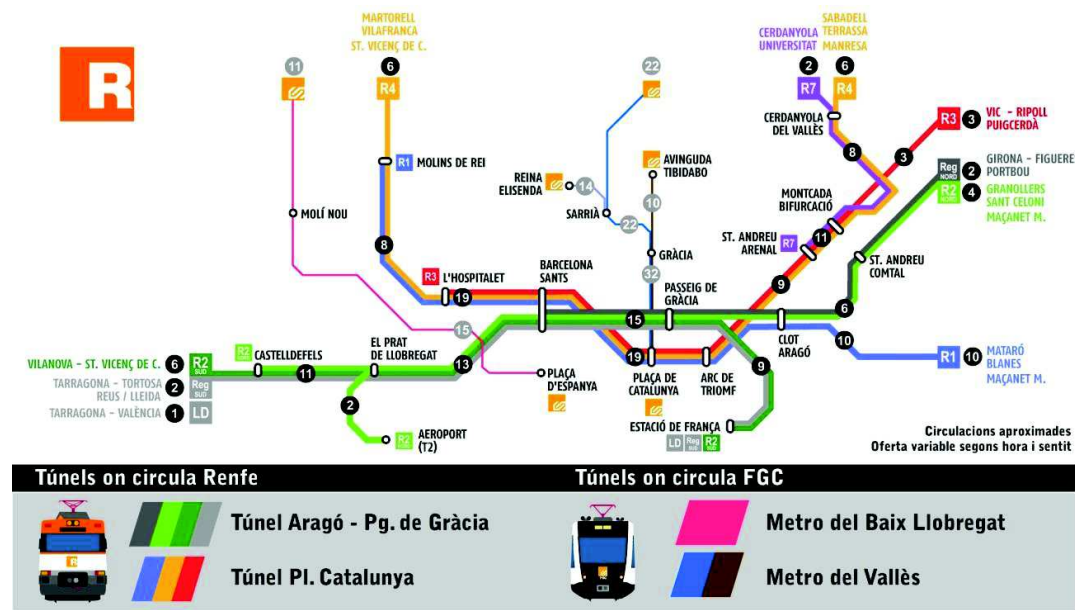 R
MARTORELL
VILAFRANCA
ST. VICENÇ DE C.
6
R4
11
22
CERDANYOLA
UNIVERSITAT
2
R7
SABADELL
TERRASSA
MANRESA
6
R4
R1 MOLINS DE REI
CERDANYOLA
DEL VALLÈS
8
3
R3 3 VIC - RIPOLL
PUIGCERDÀ
Reg
NORD
2 GIRONA - FIGUERE
PORTBOU
R2
NORD
4 GRANOLLERS
SANT CELONI
MAÇANET M.
REINA
ELISENDA
14
AVINGUDA
TIBIDABO
10
SARRIÀ
22
GRÀCIA
32
MOLÍ NOU
8
MONTCADA
BIFURCACIÓ
R7 ST. ANDREU
ARENAL
11
9
ST. ANDREU
COMTAL
6
R3 L'HOSPITALET
19
BARCELONA
SANTS
PASSEIG DE
GRÀCIA
15
15
19
PLAÇA DE
CATALUNYA
ARC DE
TRIOMF
CLOT
ARAGÓ
10
R1 10 MATARÓ
BLANES
MAÇANET M.
VILANOVA - ST. VICENÇ DE C. 6 R2
SUD
TARRAGONA - TORTOSA
REUS / LLEIDA
2 Reg
SUD
TARRAGONA - VALÈNCIA 1 LD
R2 CASTELLDEFELS
11
EL PRAT
DE LLOBREGAT
13
2
R2 AEROPORT
(T2)
PLAÇA
D'ESPANYA
9
ESTACIÓ DE FRANÇA
LD Reg
SUD
R2
SUD
Circulacions aproximades
Oferta variable segons hora i sentit
Túnels on circula Renfe
Túnel Aragó - Pg. de Gràcia
Túnel Pl. Catalunya
Túnels on circula FGC
Metro del Baix Llobregat
Metro del Vallès